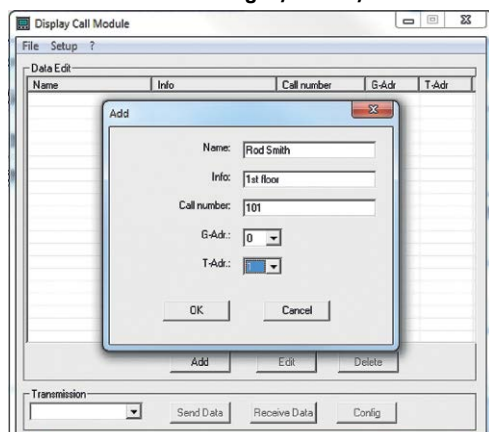 Display Call Module
File Setup ?
Data Edit
Name Info Call number G-Adr T-Adr
Add
Name: Rod Smith
Info: 1st floor
Call number: 101
G-Adr.: 0
T-Adr.:
OK Cancel
Add Edit Delete
Transmission
Send Data Receive Data Config